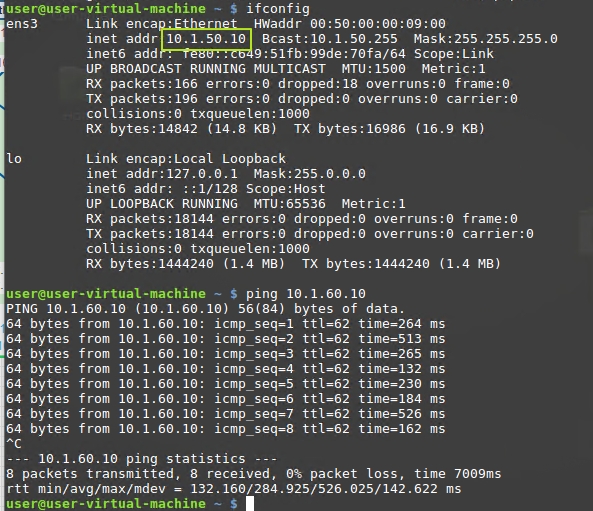 user@user-virtual-machine ~ $ ifconfig
ens3 Link encap:Ethernet HWaddr 00:50:00:00:09:00
inet addr:10.1.50.10 Bcast:10.1.50.255 Mask:255.255.255.0
inet6 addr: fe80::c649:51fb:99de:70fa/64 Scope:Link
UP BROADCAST RUNNING MULTICAST MTU:1500 Metric:1
RX packets:166 errors:0 dropped:18 overruns:0 frame:0
TX packets:196 errors:0 dropped:0 overruns:0 carrier:0
collisions:0 txqueuelen:1000
RX bytes:14842 (14.8 KB) TX bytes:16986 (16.9 KB)
lo Link encap:Local Loopback
inet addr:127.0.0.1 Mask:255.0.0.0
inet6 addr: ::1/128 Scope:Host
UP LOOPBACK RUNNING MTU:65536 Metric:1
RX packets:18144 errors:0 dropped:0 overruns:0 frame:0
TX packets:18144 errors:0 dropped:0 overruns:0 carrier:0
collisions:0 txqueuelen:1000
RX bytes:1444240 (1.4 MB) TX bytes:1444240 (1.4 MB)
user@user-virtual-machine ~ $ ping 10.1.60.10
PING 10.1.60.10 (10.1.60.10) 56(84) bytes of data.
64 bytes from 10.1.60.10: icmp_seq=1 ttl=62 time=264 ms
64 bytes from 10.1.60.10: icmp_seq=2 ttl=62 time=513 ms
64 bytes from 10.1.60.10: icmp_seq=3 ttl=62 time=265 ms
64 bytes from 10.1.60.10: icmp_seq=4 ttl=62 time=132 ms
64 bytes from 10.1.60.10: icmp_seq=5 ttl=62 time=230 ms
64 bytes from 10.1.60.10: icmp_seq=6 ttl=62 time=184 ms
64 bytes from 10.1.60.10: icmp_seq=7 ttl=62 time=526 ms
64 bytes from 10.1.60.10: icmp_seq=8 ttl=62 time=162 ms
^C
--- 10.1.60.10 ping statistics ---
8 packets transmitted, 8 received, 0% packet loss, time 7009ms
rtt min/avg/max/mdev = 132.160/284.925/526.025/142.622 ms
user@user-virtual-machine ~ $